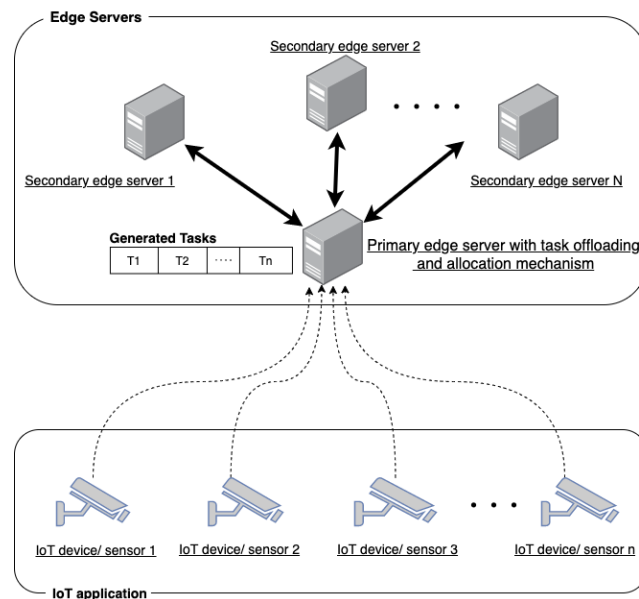 Edge Servers
Secondary edge server 2
. . . .
Secondary edge server 1
Secondary edge server N
Generated Tasks
T1 T2 .... Tn
Primary edge server with task offloading
and allocation mechanism
. . .
IoT device/ sensor 1 IoT device/ sensor 2 IoT device/ sensor 3 IoT device/ sensor n
IoT application